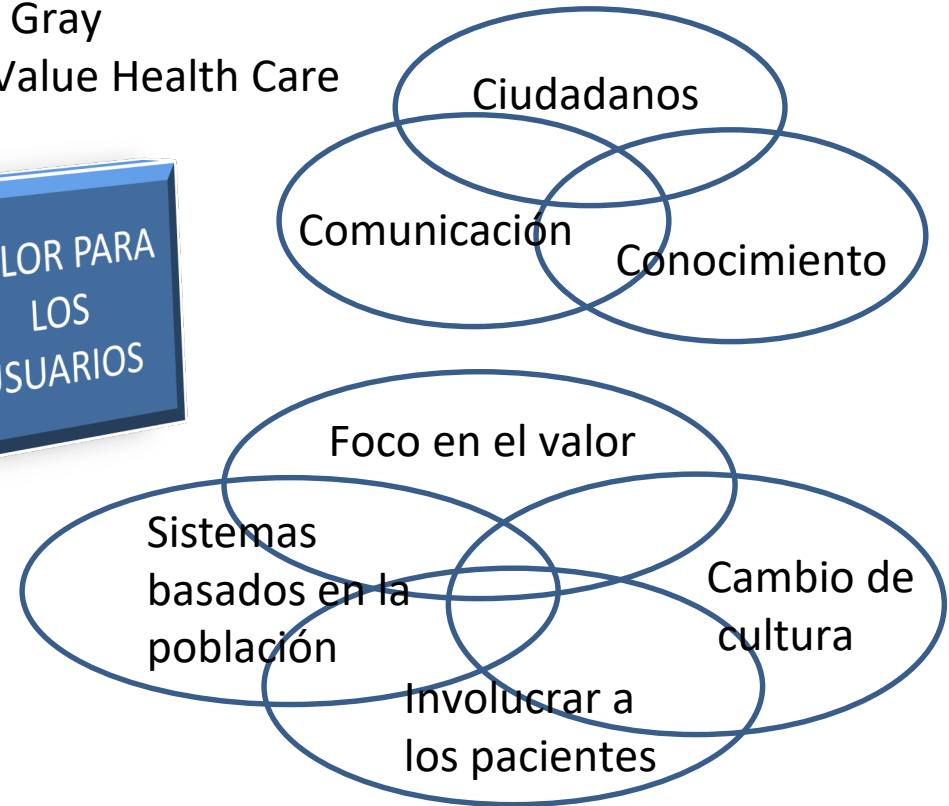 Gray
Value Health Care
Ciudadanos
Comunicación
Conocimiento
LOR PARA
LOS
USUARIOS
Foco en el valor
Sistemas
basados en la
población
Cambio de
cultura
Involucrar a
los pacientes